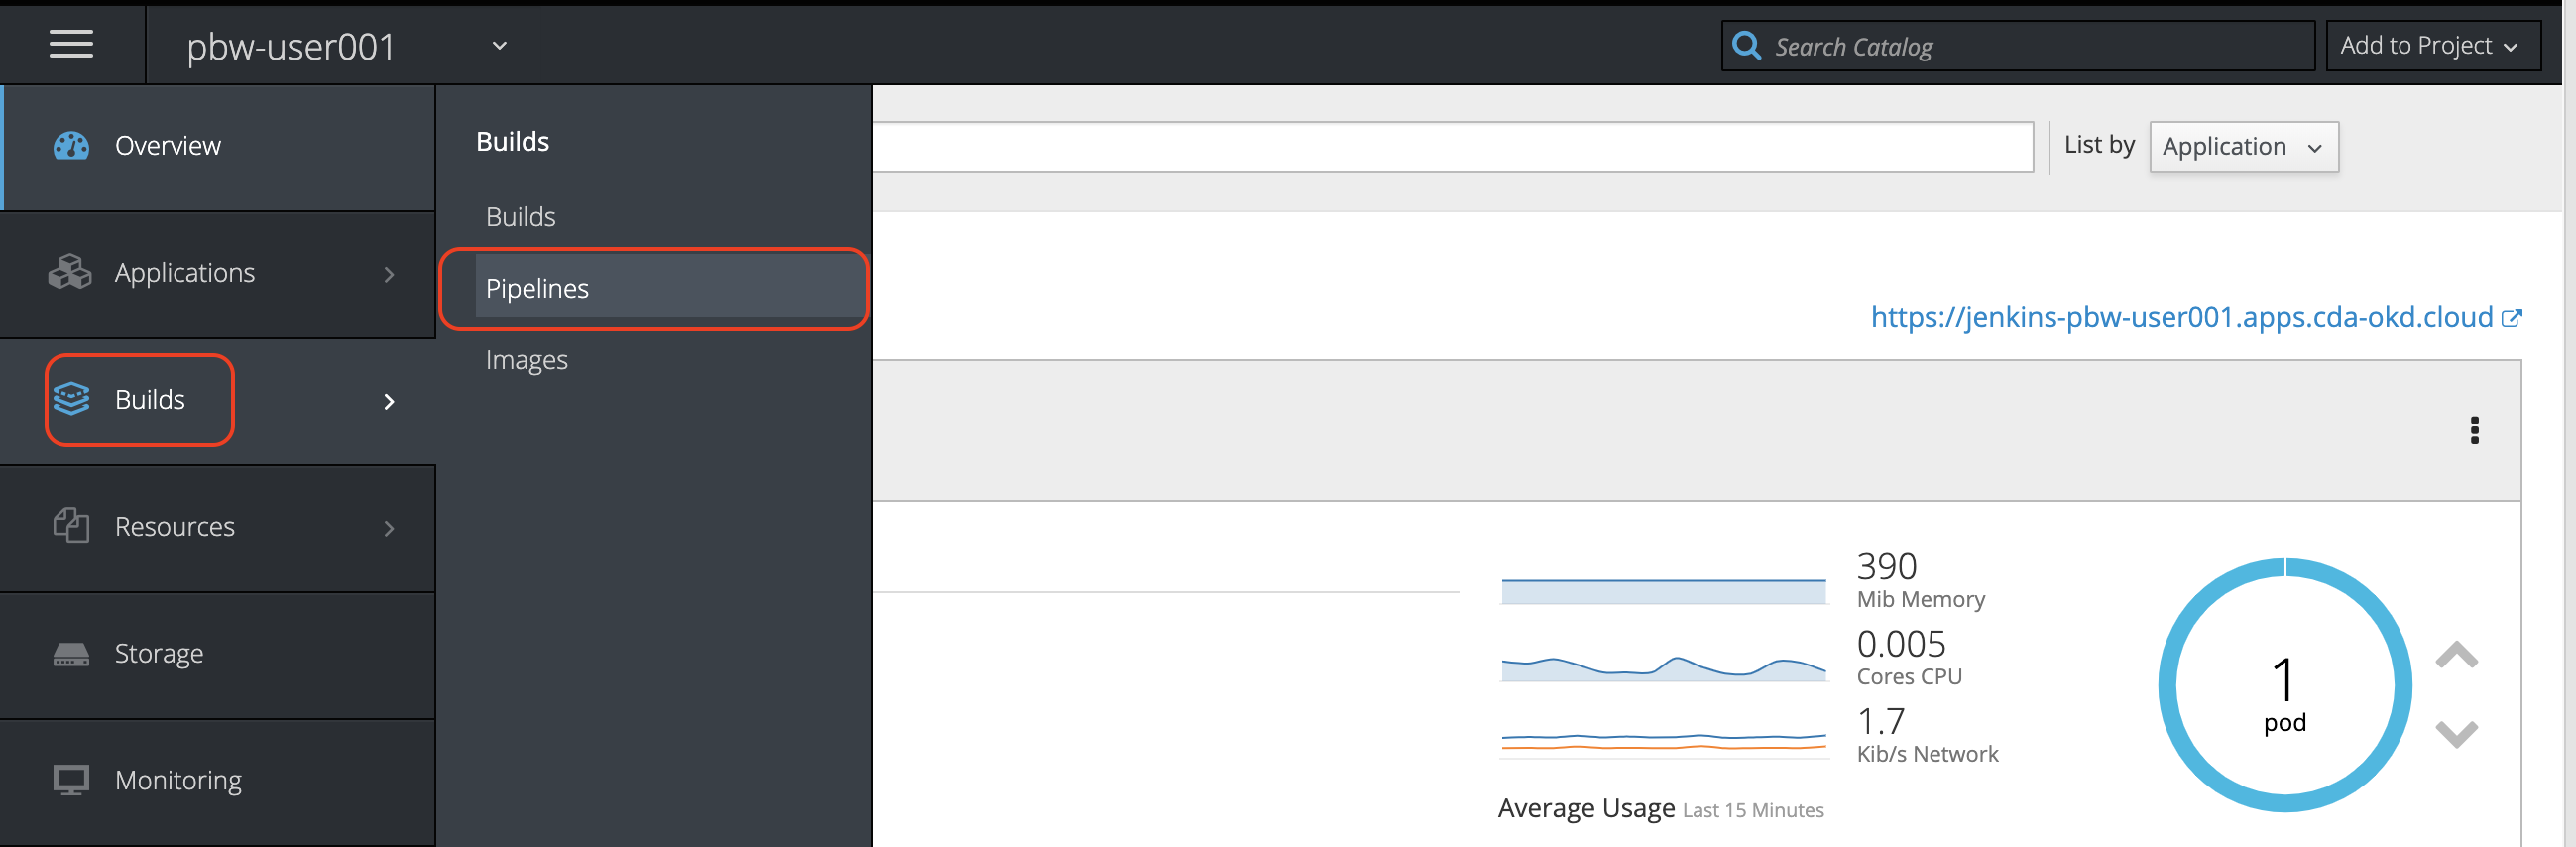 pbw-user001
Search Catalog
Add to Project
Overview
Applications
Builds
Resources
Storage
Monitoring
Builds
Builds
Pipelines
Images
List by
Application
https://jenkins-pbw-user001.apps.cda-okd.cloud
390
Mib Memory
0.005
Cores CPU
1.7
Kib/s Network
Average Usage Last 15 Minutes
1
pod